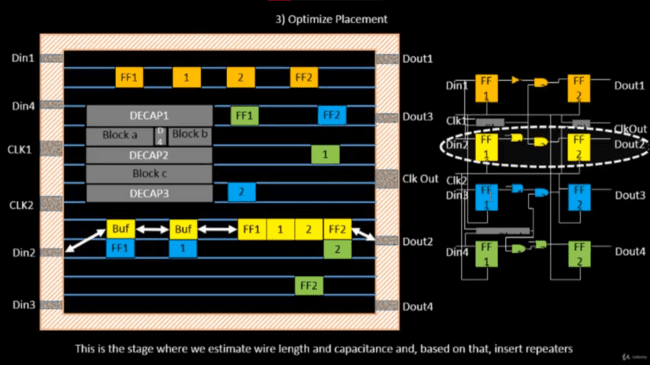 3) Optimize Placement
Din1
FF1 1 2 FF2
Dout1
Din4
DECAP1
FF1
FF2
Dout3
Block a
D
4
Block b
CLK1
DECAP2
1
Clk Out
Block c
DECAP3
2
CLK2
Buf
Buf
FF1 1 2 FF2
Dout2
Din2
FF1
1
2
FF2
Din3
Dout4
Din1
FF
1
FF
2
Dout1
Clk1
ClkOut
Din2
FF
1
FF
2
Dout2
Clk2
Din3
FF
1
FF
2
Dout3
Din4
FF
1
FF
2
Dout4
This is the stage where we estimate wire length and capacitance and, based on that, insert repeaters
Udemy